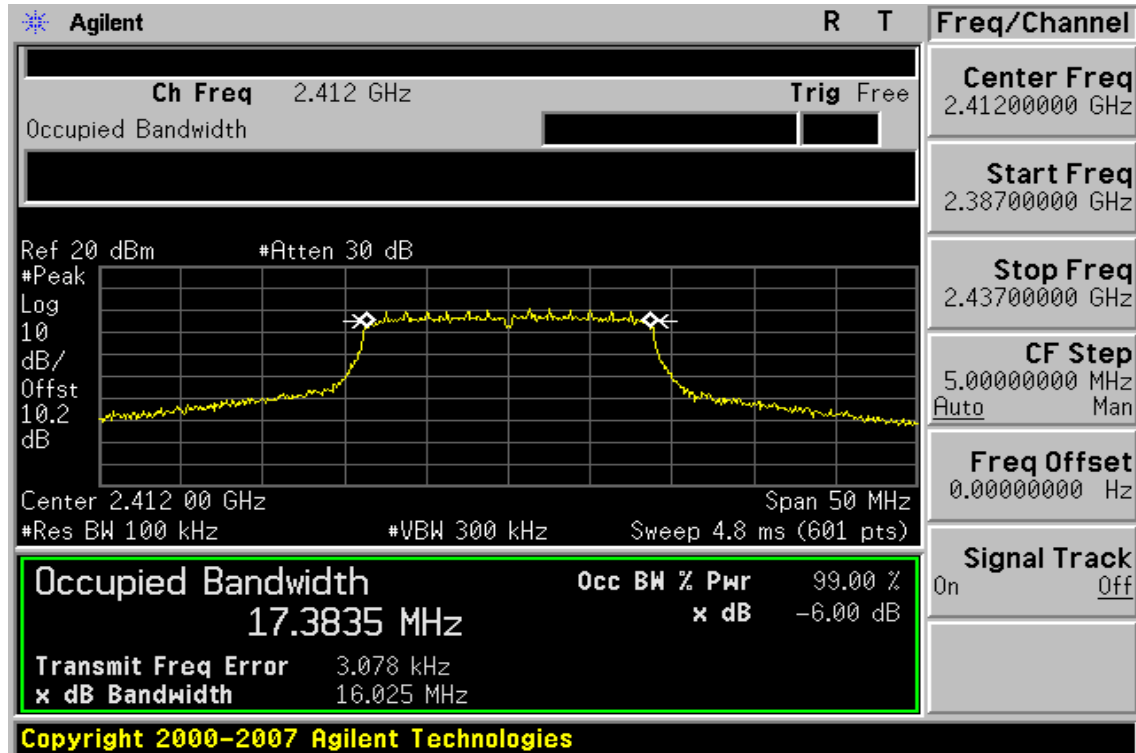 Agilent R T
Freq/Channel
Ch Freq 2.412 GHz Trig Free
Occupied Bandwidth
Ref 20 dBm #Atten 30 dB
#Peak
Log
10
dB/
Offst
10.2
dB
Center 2.412 00 GHz Span 50 MHz
#Res BW 100 kHz #VBW 300 kHz Sweep 4.8 ms (601 pts)
Occupied Bandwidth
17.3835 MHz
Occ BW % Pwr 99.00 %
x dB -6.00 dB
Transmit Freq Error 3.078 kHz
x dB Bandwidth 16.025 MHz
Center Freq
2.41200000 GHz
Start Freq
2.38700000 GHz
Stop Freq
2.43700000 GHz
CF Step
5.00000000 MHz
Auto Man
Freq Offset
0.00000000 Hz
Signal Track
On Off
Copyright 2000-2007 Agilent Technologies